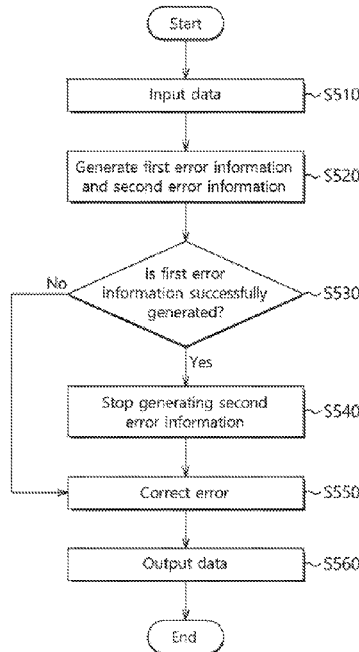 Start
Input data
S510
Generate first error information
and second error information
S520
Is first error
information successfully
generated?
S530
No
Yes
Stop generating second
error information
S540
Correct error
S550
Output data
S560
End